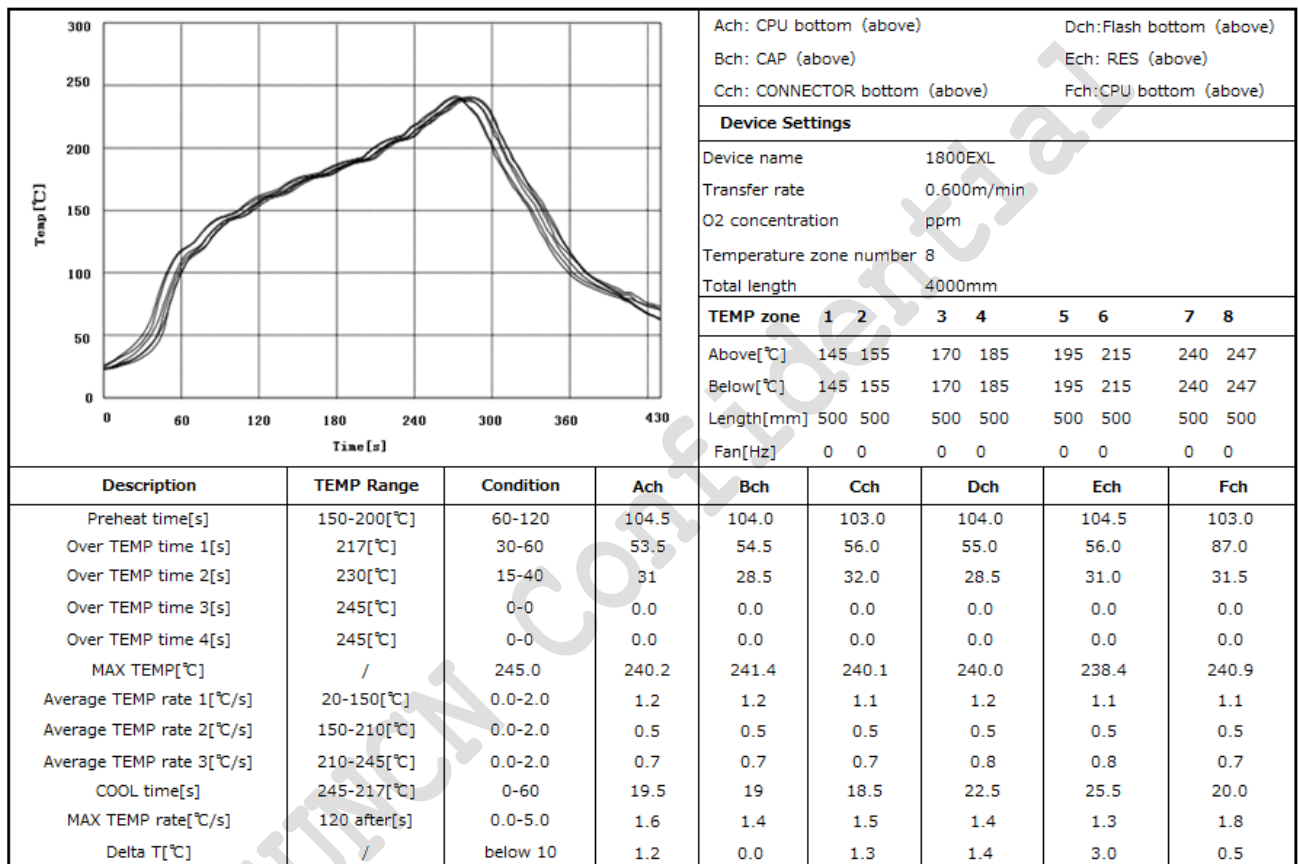 300
250
200
150
100
50
0
Temp[℃]
0 60 120 180 240 300 360 430
Time[s]
Ach: CPU bottom (above) Dch:Flash bottom (above)
Bch: CAP (above) Ech: RES (above)
Cch: CONNECTOR bottom (above) Fch:CPU bottom (above)
Device Settings
Device name 1800EXL
Transfer rate 0.600m/min
O2 concentration ppm
Temperature zone number 8
Total length 4000mm
TEMP zone 1 2 3 4 5 6 7 8
Above[℃] 145 155 170 185 195 215 240 247
Below[℃] 145 155 170 185 195 215 240 247
Length[mm] 500 500 500 500 500 500 500 500
Fan[Hz] 0 0 0 0 0 0 0 0
Description TEMP Range Condition Ach Bch Cch Dch Ech Fch
Preheat time[s] 150-200[℃] 60-120 104.5 104.0 103.0 104.0 104.5 103.0
Over TEMP time 1[s] 217[℃] 30-60 53.5 54.5 56.0 55.0 56.0 87.0
Over TEMP time 2[s] 230[℃] 15-40 31 28.5 32.0 28.5 31.0 31.5
Over TEMP time 3[s] 245[℃] 0-0 0.0 0.0 0.0 0.0 0.0 0.0
Over TEMP time 4[s] 245[℃] 0-0 0.0 0.0 0.0 0.0 0.0 0.0
MAX TEMP[℃] / 245.0 240.2 241.4 240.1 240.0 238.4 240.9
Average TEMP rate 1[℃/s] 20-150[℃] 0.0-2.0 1.2 1.2 1.1 1.2 1.1 1.1
Average TEMP rate 2[℃/s] 150-210[℃] 0.0-2.0 0.5 0.5 0.5 0.5 0.5 0.5
Average TEMP rate 3[℃/s] 210-245[℃] 0.0-2.0 0.7 0.7 0.7 0.8 0.8 0.7
COOL time[s] 245-217[℃] 0-60 19.5 19 18.5 22.5 25.5 20.0
MAX TEMP rate[℃/s] 120 after[s] 0.0-5.0 1.6 1.4 1.5 1.4 1.3 1.8
Delta T[℃] / below 10 1.2 0.0 1.3 1.4 3.0 0.5
Confidential